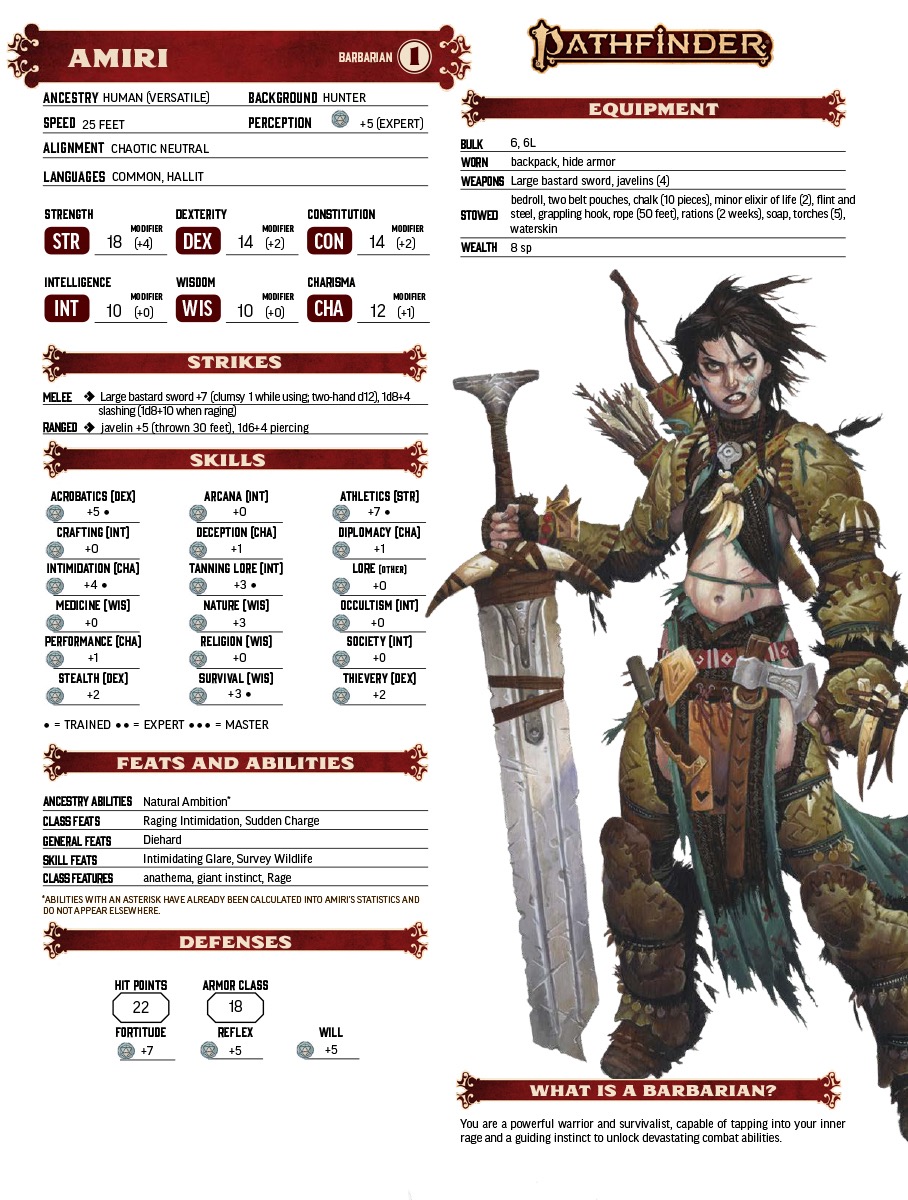 AMIRI
BARBARIAN 1
ANCESTRY HUMAN (VERSATILE) BACKGROUND HUNTER
SPEED 25 FEET PERCEPTION +5 (EXPERT)
ALIGNMENT CHAOTIC NEUTRAL
LANGUAGES COMMON, HALLIT
STRENGTH DEXTERITY CONSTITUTION
STR 18 MODIFIER (+4) DEX 14 MODIFIER (+2) CON 14 MODIFIER (+2)
INTELLIGENCE WISDOM CHARISMA
INT 10 MODIFIER (+0) WIS 10 MODIFIER (+0) CHA 12 MODIFIER (+1)
STRIKES
MELEE ❖ Large bastard sword +7 (clumsy 1 while using; two-hand d12), 1d8+4
slashing (1d8+10 when raging)
RANGED ❖ javelin +5 (thrown 30 feet), 1d6+4 piercing
SKILLS
ACROBATICS (DEX) ARCANA (INT) ATHLETICS (STR)
+5 • +0 +7 •
CRAFTING (INT) DECEPTION (CHA) DIPLOMACY (CHA)
+0 +1 +1
INTIMIDATION (CHA) TANNING LORE (INT) LORE (OTHER)
+4 • +3 • +0
MEDICINE (WIS) NATURE (WIS) OCCULTISM (INT)
+0 +3 +0
PERFORMANCE (CHA) RELIGION (WIS) SOCIETY (INT)
+1 +0 +0
STEALTH (DEX) SURVIVAL (WIS) THIEVERY (DEX)
+2 +3 • +2
• = TRAINED •• = EXPERT ••• = MASTER
FEATS AND ABILITIES
ANCESTRY ABILITIES Natural Ambition*
CLASS FEATS Raging Intimidation, Sudden Charge
GENERAL FEATS Diehard
SKILL FEATS Intimidating Glare, Survey Wildlife
CLASS FEATURES anathema, giant instinct, Rage
*ABILITIES WITH AN ASTERISK HAVE ALREADY BEEN CALCULATED INTO AMIRI'S STATISTICS AND
DO NOT APPEAR ELSEWHERE.
DEFENSES
HIT POINTS ARMOR CLASS
22 18
FORTITUDE REFLEX WILL
+7 +5 +5
PATHFINDER
EQUIPMENT
BULK 6, 6L
WORN backpack, hide armor
WEAPONS Large bastard sword, javelins (4)
STOWED bedroll, two belt pouches, chalk (10 pieces), minor elixir of life (2), flint and
steel, grappling hook, rope (50 feet), rations (2 weeks), soap, torches (5),
waterskin
WEALTH 8 sp
WHAT IS A BARBARIAN?
You are a powerful warrior and survivalist, capable of tapping into your inner
rage and a guiding instinct to unlock devastating combat abilities.